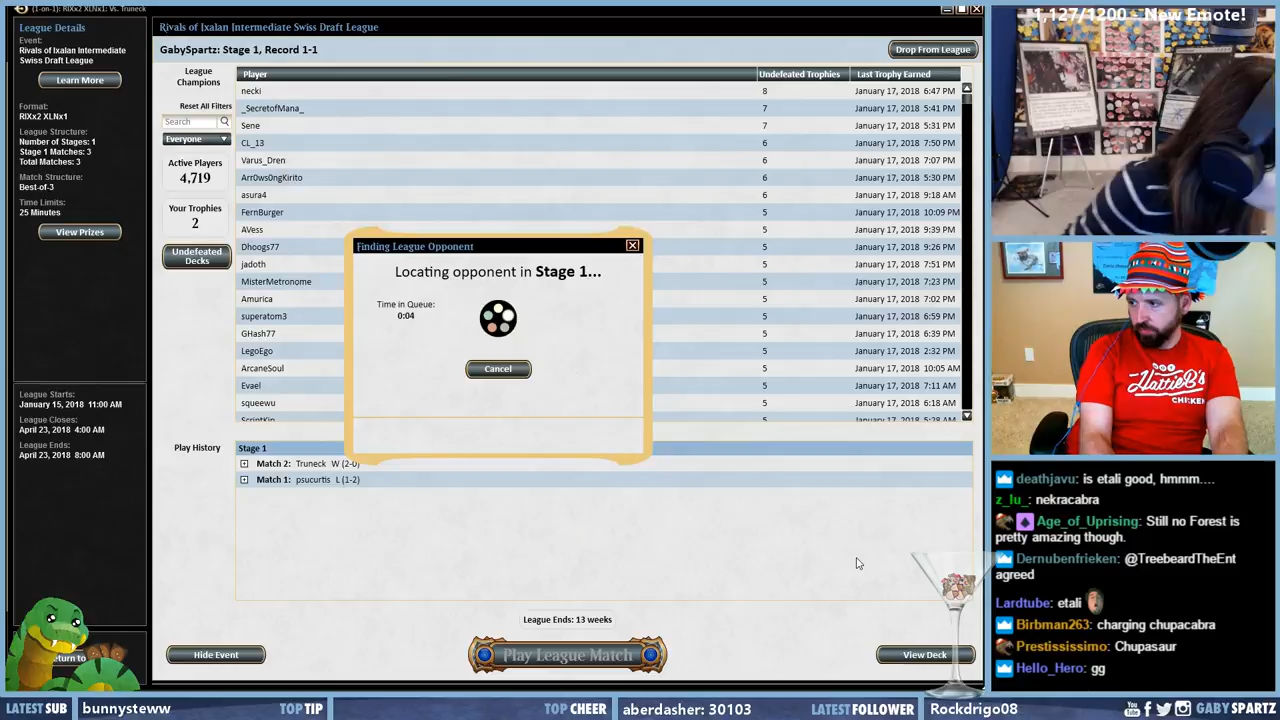 (1-on-1): RIXx2 XLNx1: Vs. Truneck
League Details
Event:
Rivals of Ixalan Intermediate
Swiss Draft League
Learn More
Format:
RIXx2 XLNx1
League Structure:
Number of Stages: 1
Stage 1 Matches: 3
Total Matches: 3
Match Structure:
Best-of-3
Time Limits:
25 Minutes
View Prizes
League Starts:
January 15, 2018 11:00 AM
League Closes:
April 23, 2018 4:00 AM
League Ends:
April 23, 2018 8:00 AM
Rivals of Ixalan Intermediate Swiss Draft League
GabySpartz: Stage 1, Record 1-1
Drop From League
League
Champions
Reset All Filters
Search
Everyone
Active Players
4,719
Your Trophies
2
Undefeated
Decks
Player Undefeated Trophies Last Trophy Earned
necki 8 January 17, 2018 6:47 PM
_SecretofMana_ 7 January 17, 2018 5:41 PM
Sene 7 January 17, 2018 5:31 PM
CL_13 6 January 17, 2018 7:50 PM
Varus_Dren 6 January 17, 2018 7:07 PM
Arr0ws0ngKirito 6 January 17, 2018 5:30 PM
asura4 6 January 17, 2018 9:18 AM
FernBurger 5 January 17, 2018 10:09 PM
AVess 5 January 17, 2018 9:39 PM
Dhoogs77 5 January 17, 2018 9:26 PM
jadoth 5 January 17, 2018 7:51 PM
MisterMetronome 5 January 17, 2018 7:23 PM
Amurica 5 January 17, 2018 7:02 PM
superatom3 5 January 17, 2018 6:59 PM
GHash77 5 January 17, 2018 6:39 PM
LegoEgo 5 January 17, 2018 2:32 PM
ArcaneSoul 5 January 17, 2018 10:05 AM
Evael 5 January 17, 2018 7:11 AM
squeewu 5 January 17, 2018 6:18 AM
ScriptKin 5 January 17, 2018 5:28 AM
Finding League Opponent
Locating opponent in Stage 1...
Time in Queue:
0:04
Cancel
Play History
Stage 1
Match 2: Truneck W (2-0)
Match 1: psucurtis L (1-2)
League Ends: 13 weeks
Hide Event
Play League Match
View Deck
1,127/1200 - New Emote!
HattieB's
CHICKEN
deathjavu: is etali good, hmmm....
z_lu_: nekracabra
Age_of_Uprising: Still no Forest is
pretty amazing though.
Dernubenfrieken: @TreebeardTheEnt
agreed
Lardtube: etali
Birbman263: charging chupacabra
Prestississimo: Chupasaur
Hello_Hero: gg
LATEST SUB bunnysteww TOP TIP TOP CHEER aberdasher: 30103 LATEST FOLLOWER Rockdrigo08 You Tube GABY SPARTZ